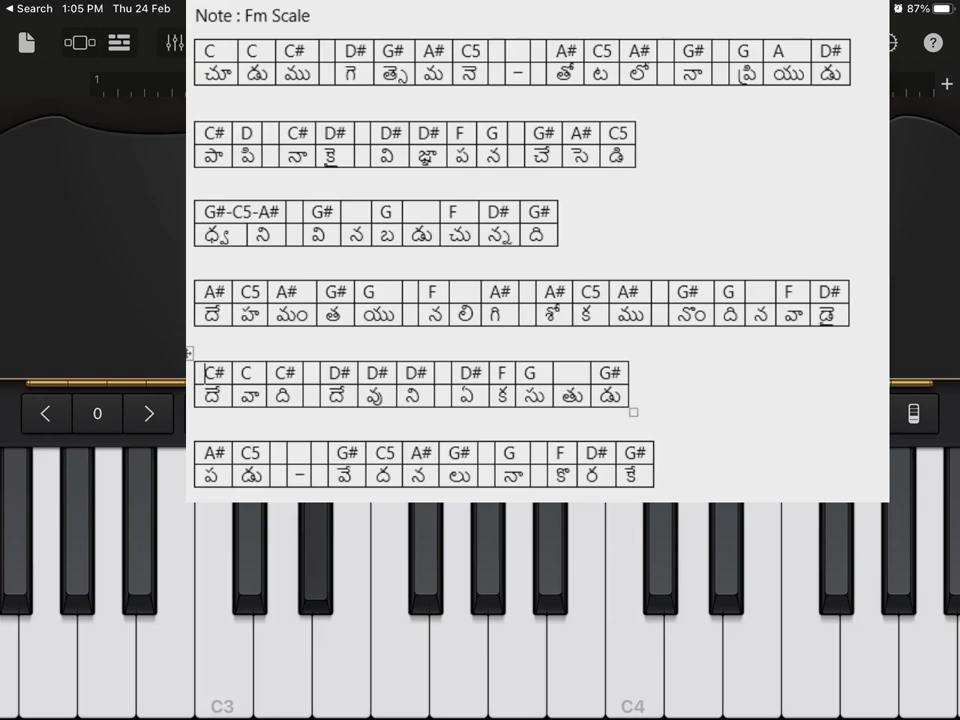 Search 1:05 PM Thu 24 Feb 87%
Note : Fm Scale
1
C C C# D# G# A# C5 A# C5 A# G# G A D#
చూ డు ము గె త్సె మ నె – తో ట లో నా ప్రి యు డు
C# D C# D# D# D# F G G# A# C5
పా పి నా కై వి జ్ఞా ప న చే సె డి
G#-C5-A# G# G F D# G#
ధ్వ ని వి న బ డు చు న్న ది
A# C5 A# G# G F A# A# C5 A# G# G F D#
దే హ మం త యు న లి గి శో క ము నొం ది న వా డై
C# C C# D# D# D# D# F G G#
దే వా ది దే వు ని ఏ క సు తు డు
0
A# C5 G# C5 A# G# G F D# G#
ప డు – వే ద న లు నా కొ ర కే
C3 C4